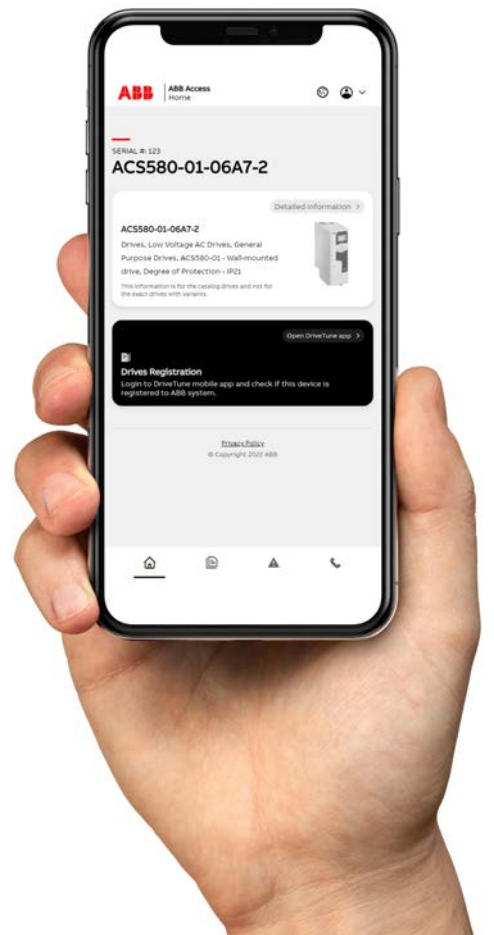 ABB
ABB Access
Home
SERIAL #: 123
ACS580-01-06A7-2
Detailed Information >
ACS580-01-06A7-2
Drives, Low Voltage AC Drives, General
Purpose Drives, ACS580-01 - Wall-mounted
drive, Degree of Protection - IP21
This information is for the catalog drives and not for
the exact drives with variants.
Open DriveTune app >
Drives Registration
Login to DriveTune mobile app and check if this device is
registered to ABB system.
Privacy Policy
© Copyright 2022 ABB